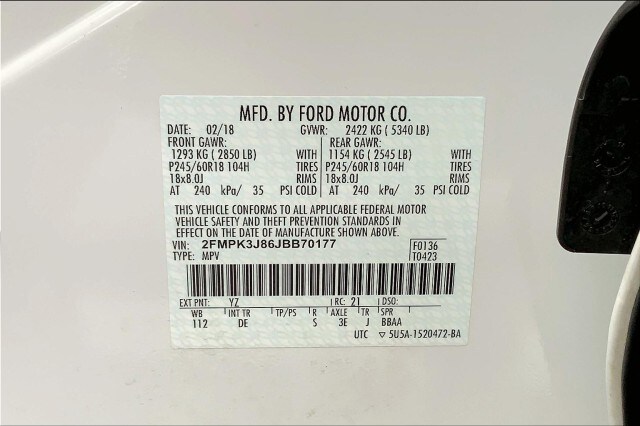 MFD. BY FORD MOTOR CO.
DATE: 02/18 GVWR: 2422 KG ( 5340 LB)
FRONT GAWR: REAR GAWR:
1293 KG ( 2850 LB) WITH 1154 KG ( 2545 LB) WITH
P245/60R18 104H TIRES P245/60R18 104H TIRES
18x8.0J RIMS 18x8.0J RIMS
AT 240 kPa/ 35 PSI COLD AT 240 kPa/ 35 PSI COLD
THIS VEHICLE CONFORMS TO ALL APPLICABLE FEDERAL MOTOR
VEHICLE SAFETY AND THEFT PREVENTION STANDARDS IN
EFFECT ON THE DATE OF MANUFACTURE SHOWN ABOVE.
VIN: 2FMPK3J86JBB70177 F0136
TYPE: MPV T0423
EXT PNT: YZ RC: 21 DSO:
WB INT TR TP/PS R AXLE TR SPR
112 DE S 3E J BBAA
UTC ▽ 5U5A-1520472-BA